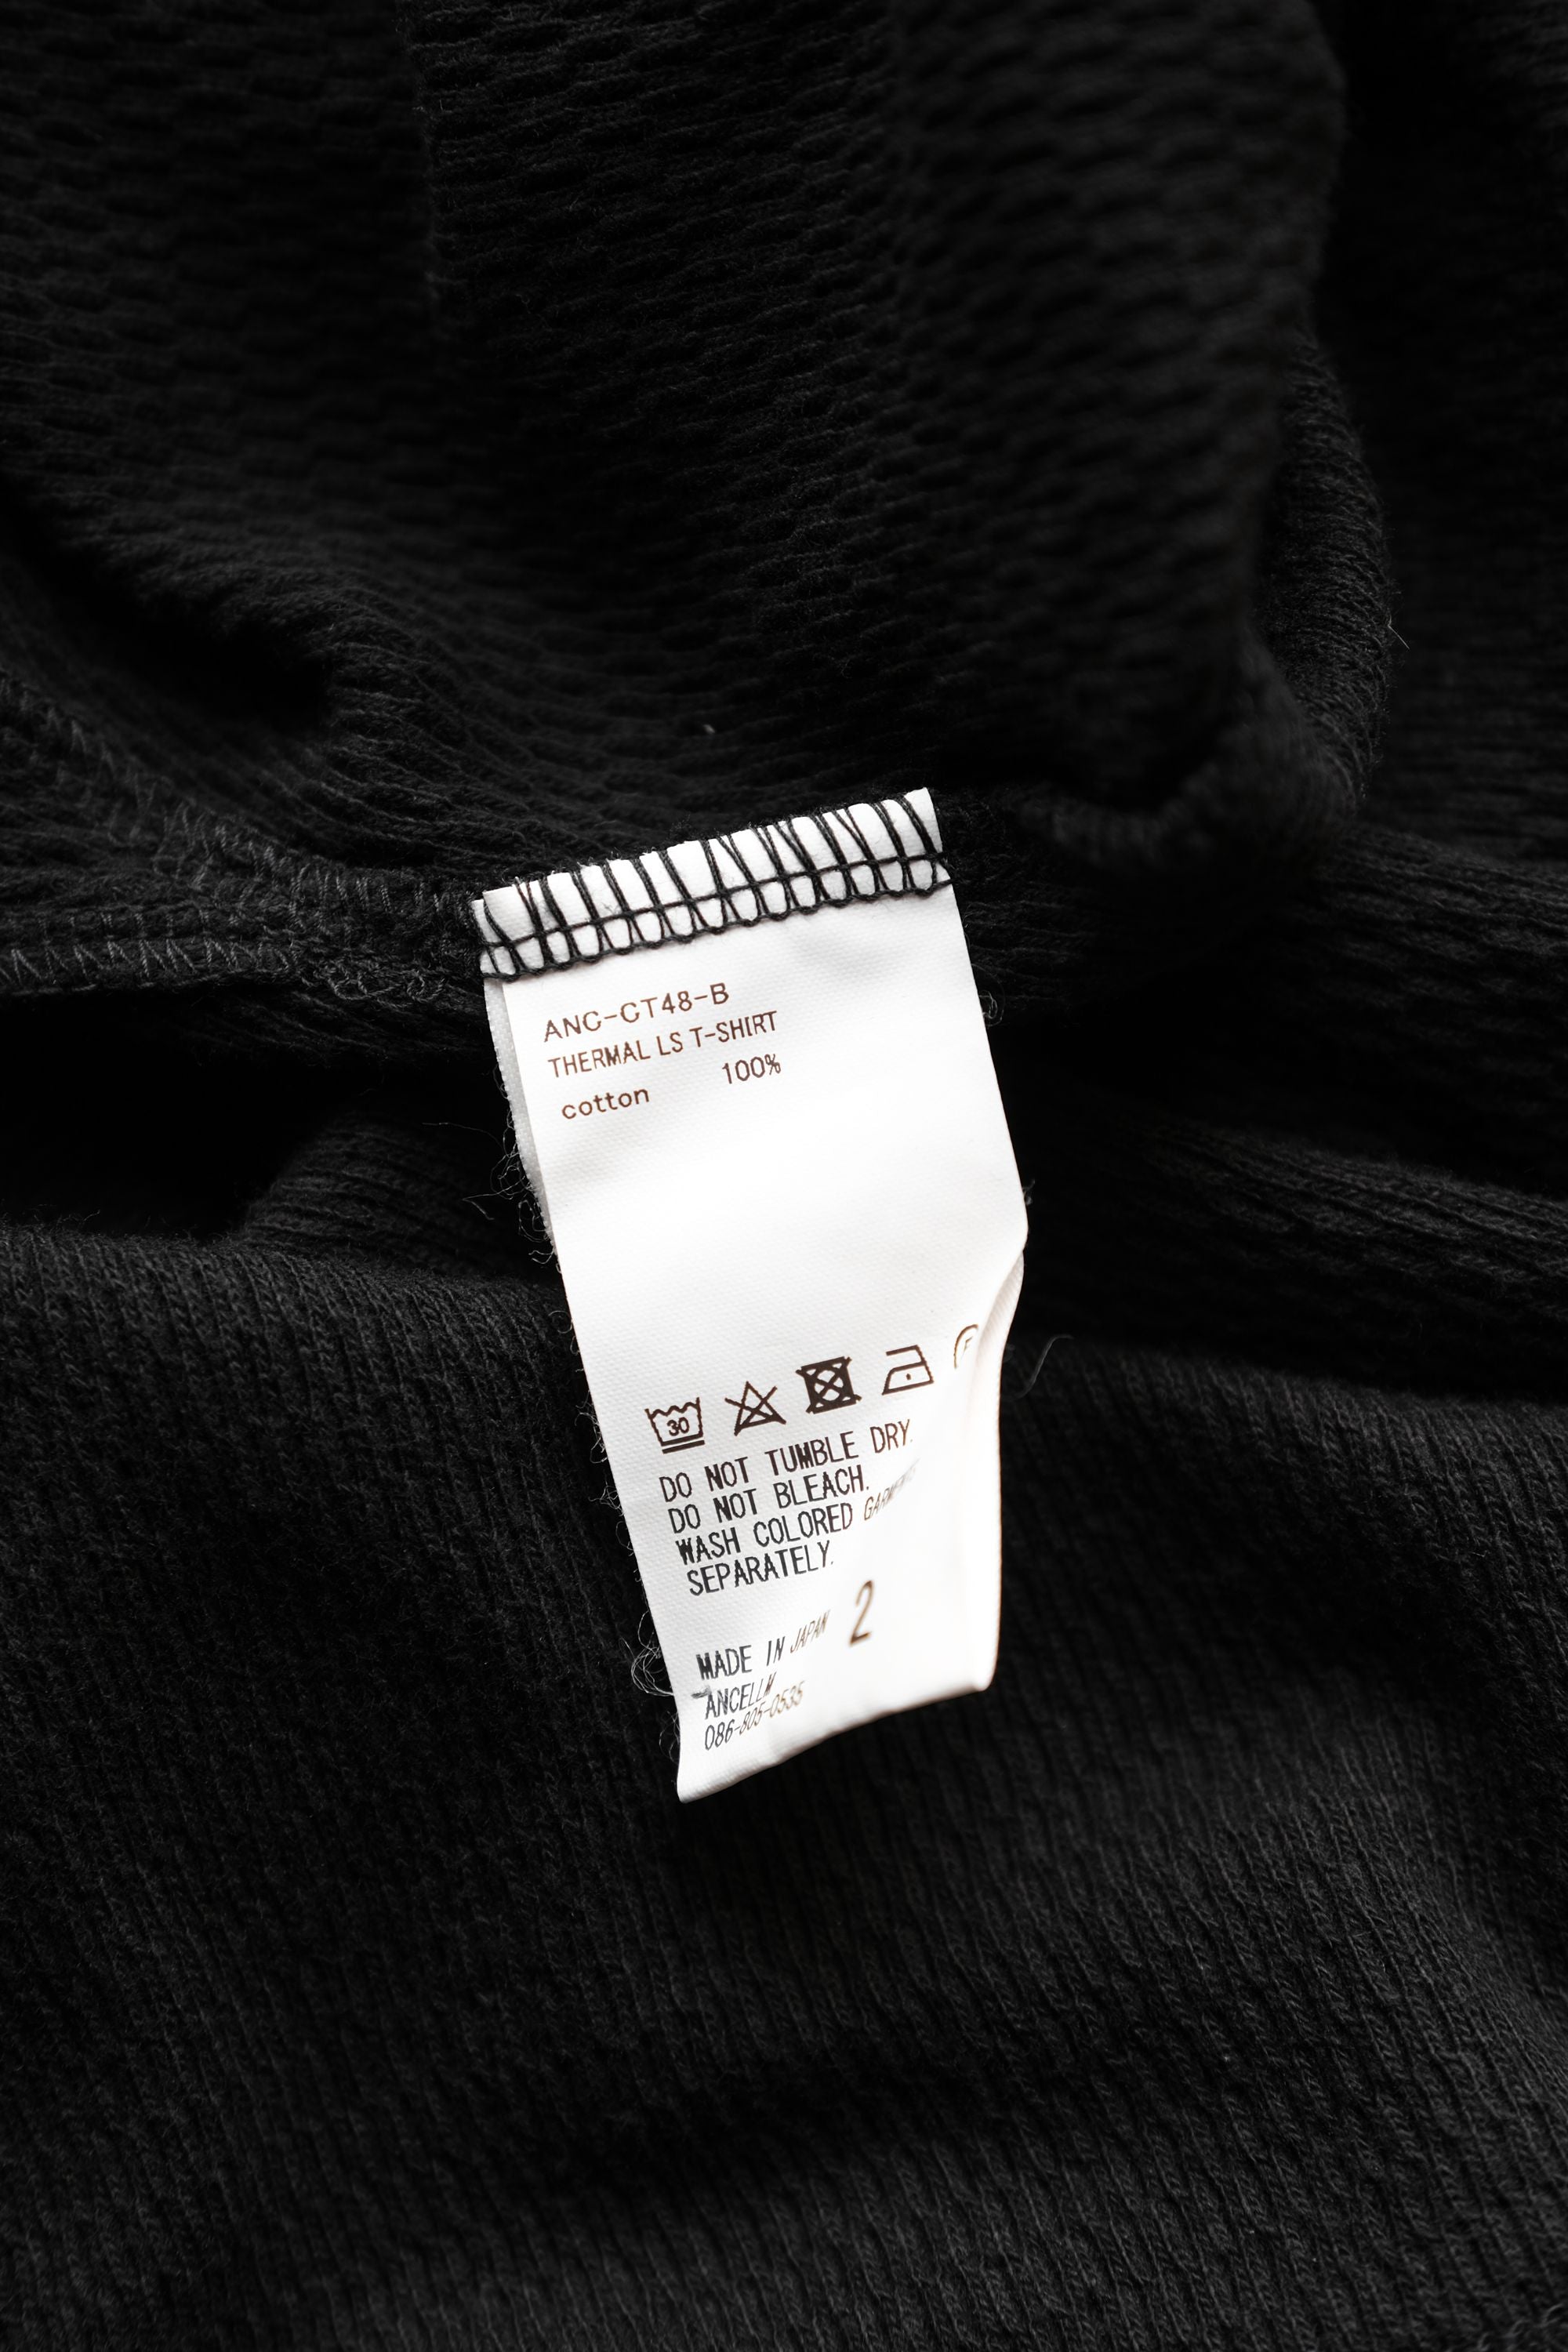 ANC-CT48-B
THERMAL LS T-SHIRT
cotton 100%
30
DO NOT TUMBLE DRY.
DO NOT BLEACH.
WASH COLORED GARMENTS
SEPARATELY.
2
MADE IN JAPAN
ANCELLM
086-805-0535